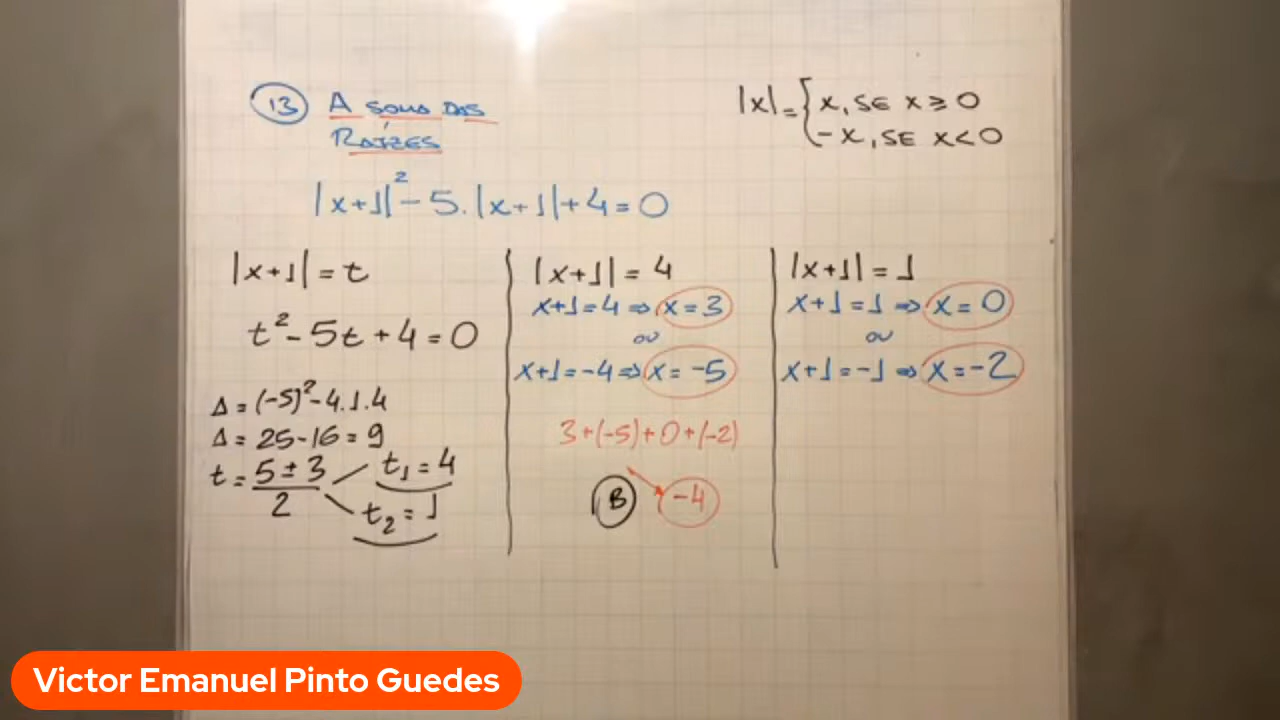 13 A SOMA DAS
RAÍZES
|x+1|² - 5.|x+1| + 4 = 0
|x| = { x, SE x ≥ 0
- x, SE x < 0
|x+1| = t
t² - 5t + 4 = 0
Δ = (-5)² - 4.1.4
Δ = 25 - 16 = 9
t = 5 ± 3 / 2
t₁ = 4
t₂ = 1
|x+1| = 4
x+1 = 4 ⇒ x = 3
ou
x+1 = -4 ⇒ x = -5
3 + (-5) + 0 + (-2)
B -4
|x+1| = 1
x+1 = 1 ⇒ x = 0
ou
x+1 = -1 ⇒ x = -2
Victor Emanuel Pinto Guedes